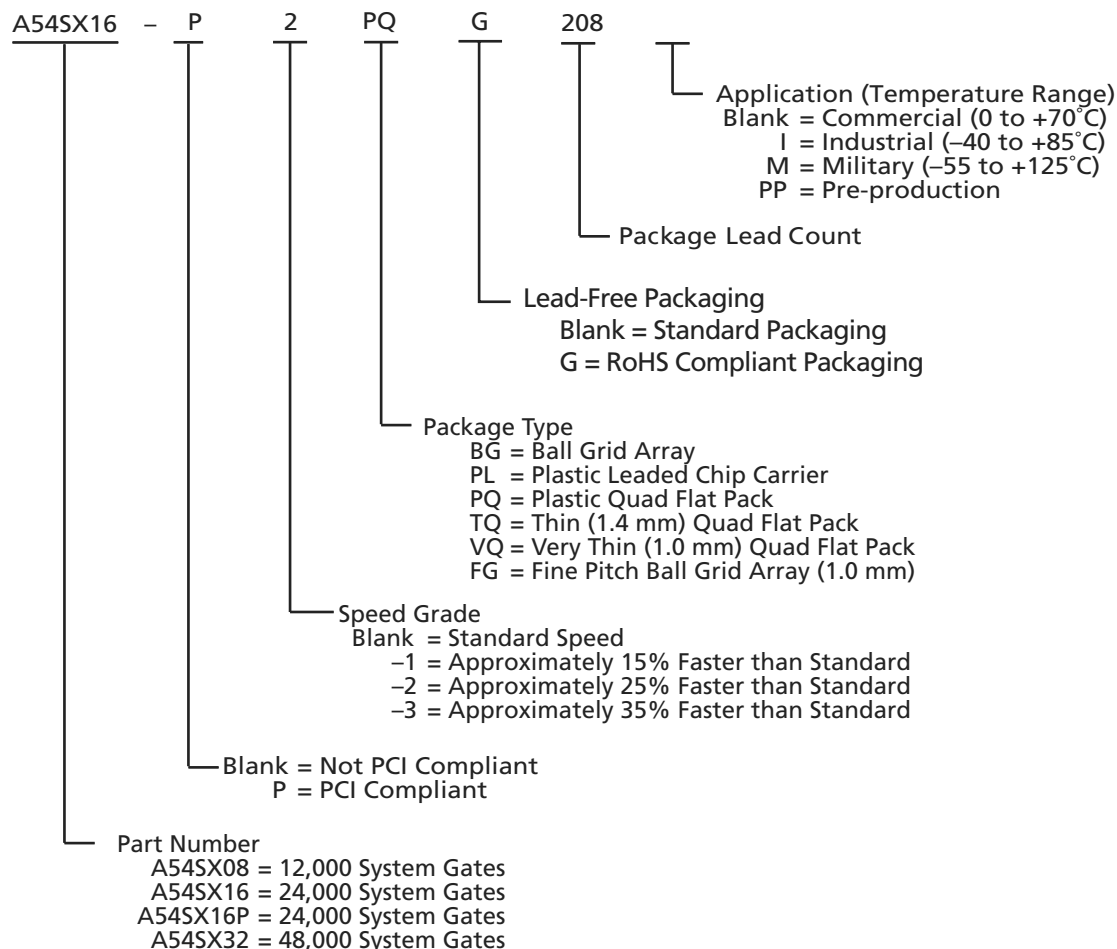 A54SX16 – P 2 PQ G 208
Application (Temperature Range)
Blank = Commercial (0 to +70˚C)
I = Industrial (–40 to +85˚C)
M = Military (–55 to +125˚C)
PP = Pre-production
Package Lead Count
Lead-Free Packaging
Blank = Standard Packaging
G = RoHS Compliant Packaging
Package Type
BG = Ball Grid Array
PL = Plastic Leaded Chip Carrier
PQ = Plastic Quad Flat Pack
TQ = Thin (1.4 mm) Quad Flat Pack
VQ = Very Thin (1.0 mm) Quad Flat Pack
FG = Fine Pitch Ball Grid Array (1.0 mm)
Speed Grade
Blank = Standard Speed
–1 = Approximately 15% Faster than Standard
–2 = Approximately 25% Faster than Standard
–3 = Approximately 35% Faster than Standard
Blank = Not PCI Compliant
P = PCI Compliant
Part Number
A54SX08 = 12,000 System Gates
A54SX16 = 24,000 System Gates
A54SX16P = 24,000 System Gates
A54SX32 = 48,000 System Gates